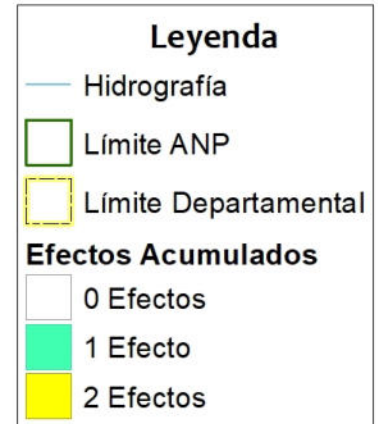 Leyenda
Hidrografía
Límite ANP
Límite Departamental
Efectos Acumulados
0 Efectos
1 Efecto
2 Efectos